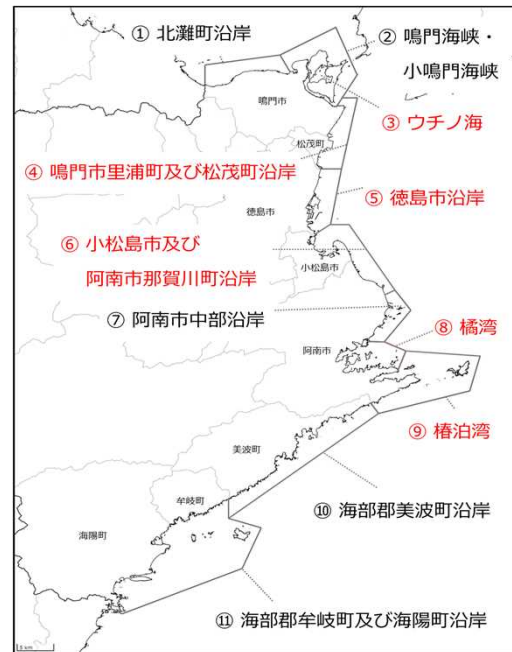 ① 北灘町沿岸
② 鳴門海峡・
小鳴門海峡
鳴門市
③ ウチノ海
松茂町
④ 鳴門市里浦町及び松茂町沿岸
⑤ 徳島市沿岸
徳島市
⑥ 小松島市及び
阿南市那賀川町沿岸
小松島市
⑦ 阿南市中部沿岸
⑧ 橘湾
阿南市
⑨ 椿泊湾
美波町
⑩ 海部郡美波町沿岸
牟岐町
海陽町
⑪ 海部郡牟岐町及び海陽町沿岸